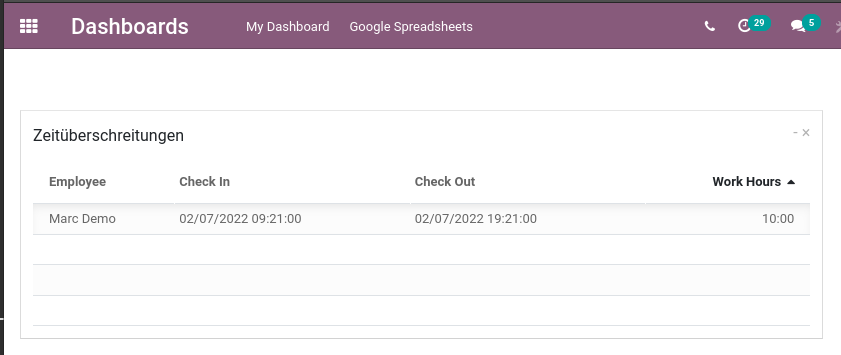 Dashboards My Dashboard Google Spreadsheets 29 5
Zeitüberschreitungen
Employee Check In Check Out Work Hours
Marc Demo 02/07/2022 09:21:00 02/07/2022 19:21:00 10:00